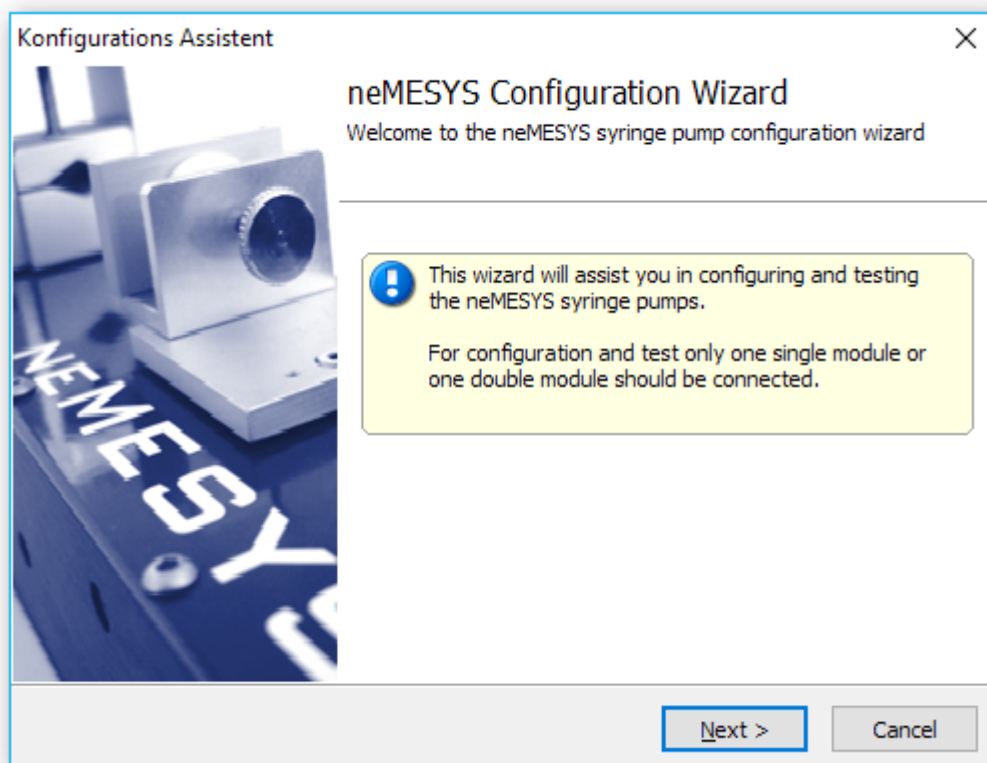 Konfigurations Assistent
neMESYS Configuration Wizard
Welcome to the neMESYS syringe pump configuration wizard
This wizard will assist you in configuring and testing
the neMESYS syringe pumps.
For configuration and test only one single module or
one double module should be connected.
NEMESYS
Next >
Cancel